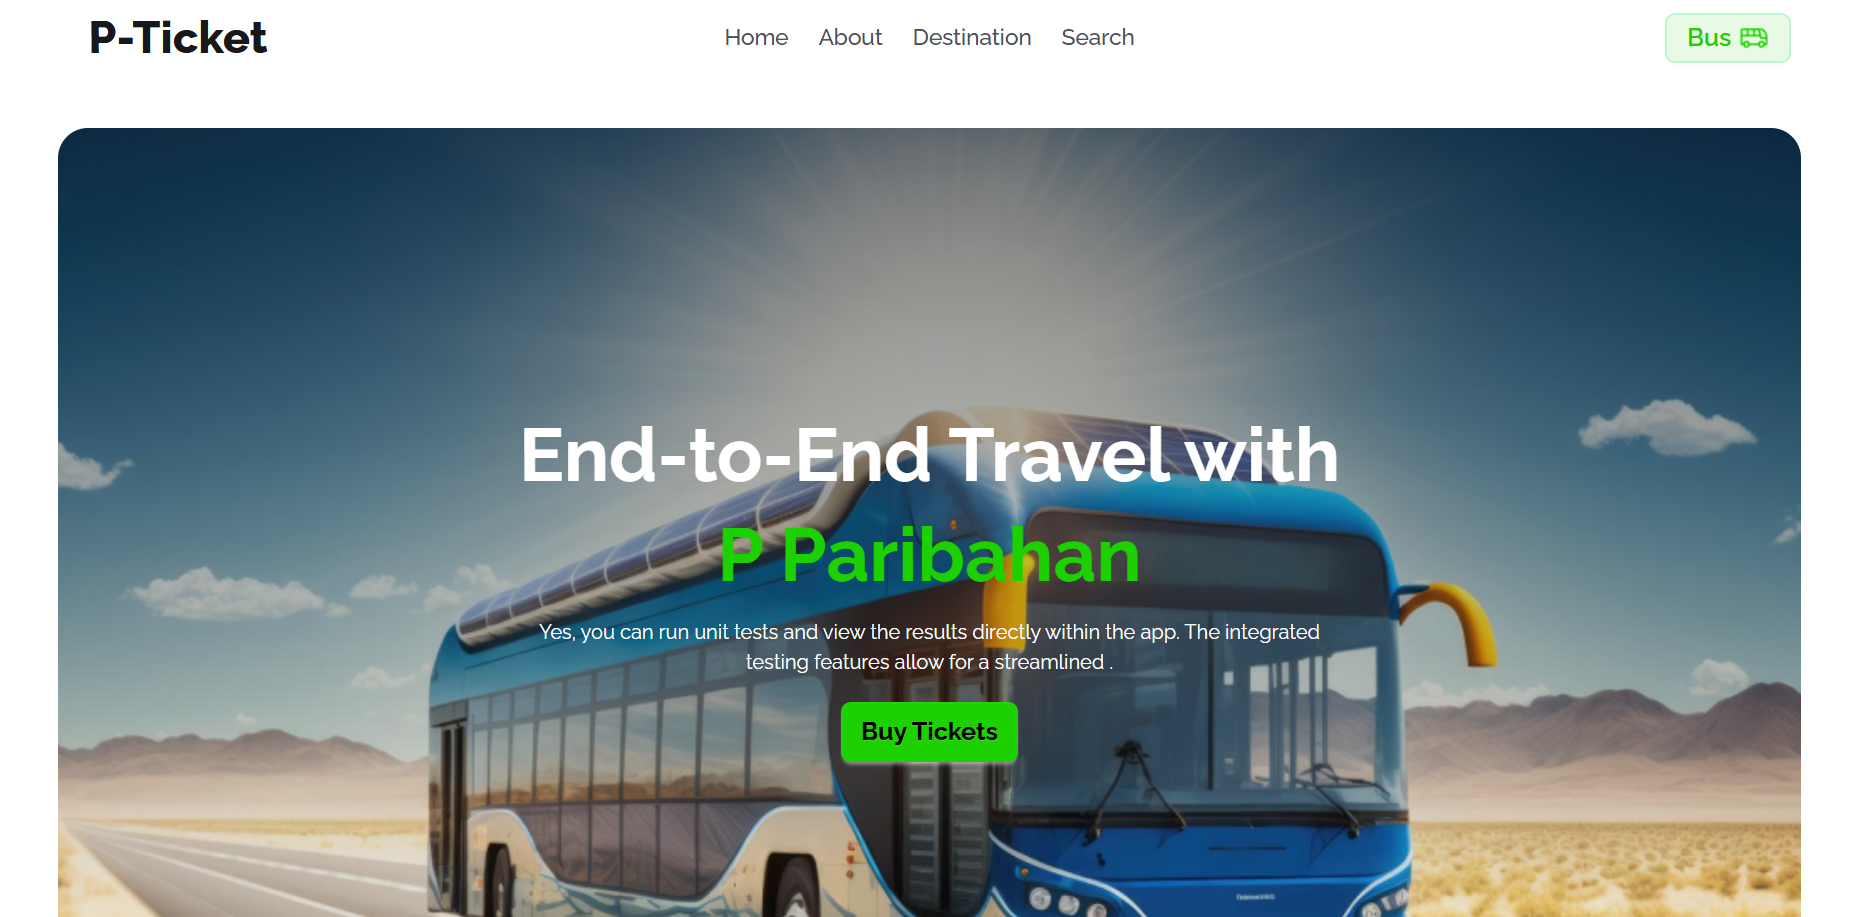 P-Ticket
Home About Destination Search
Bus
End-to-End Travel with
P Paribahan
Yes, you can run unit tests and view the results directly within the app. The integrated
testing features allow for a streamlined .
Buy Tickets